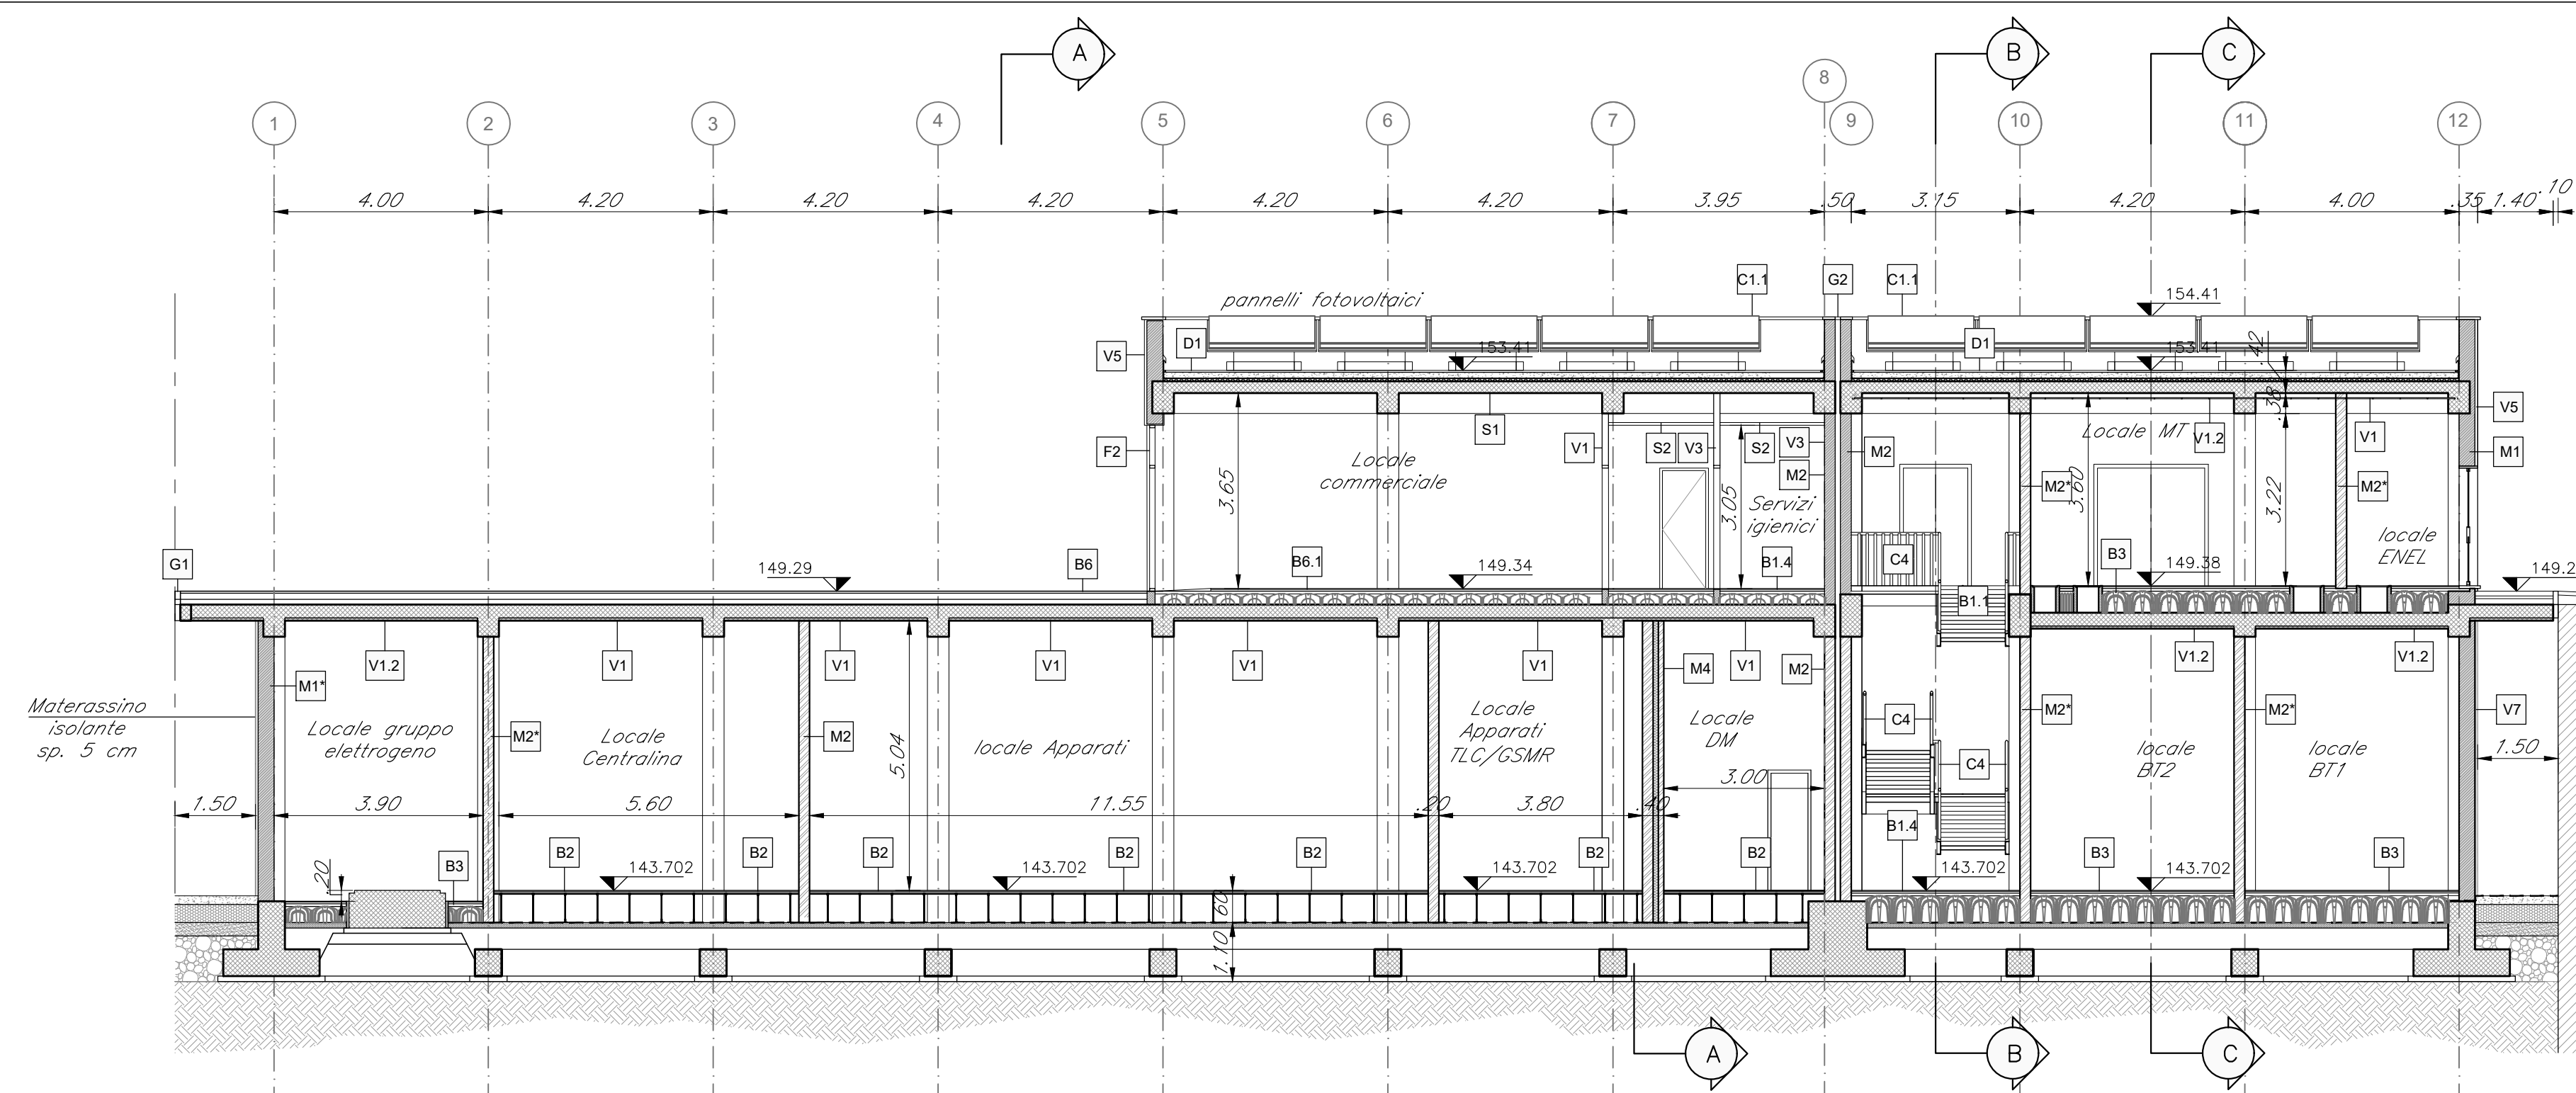 A
B
C
8
1
2
3
4
5
6
7
9
10
11
12
4.00
4.20
4.20
4.20
4.20
4.20
3.95
.50
3.15
4.20
4.00
.35
1.40
.10
C1.1
G2
C1.1
pannelli fotovoltaici
154.41
V5
D1
153.41
D1
153.41
.42
.38
V5
F2
S1
V1
S2
V3
S2
V3
M2
M2
Locale MT
V1.2
V1
M1
Locale
commerciale
3.65
3.05
Servizi
igienici
M2*
3.60
3.22
M2*
locale
ENEL
G1
149.29
B6
B6.1
149.34
B1.4
C4
B1.1
B3
149.38
149.2
V1.2
V1
V1
V1
V1
V1
M4
V1
M2
V1.2
V1.2
M1*
Materassino
isolante
sp. 5 cm
Locale gruppo
elettrogeno
M2*
Locale
Centralina
M2
5.04
locale Apparati
Locale
Apparati
TLC/GSMR
Locale
DM
C4
C4
M2*
locale
BT2
M2*
locale
BT1
V7
1.50
1.50
3.90
5.60
11.55
.20
3.80
.40
3.00
B1.4
.20
B3
B2
143.702
B2
B2
143.702
B2
B2
143.702
B2
B2
143.702
B3
143.702
B3
.60
1.10
A
B
C